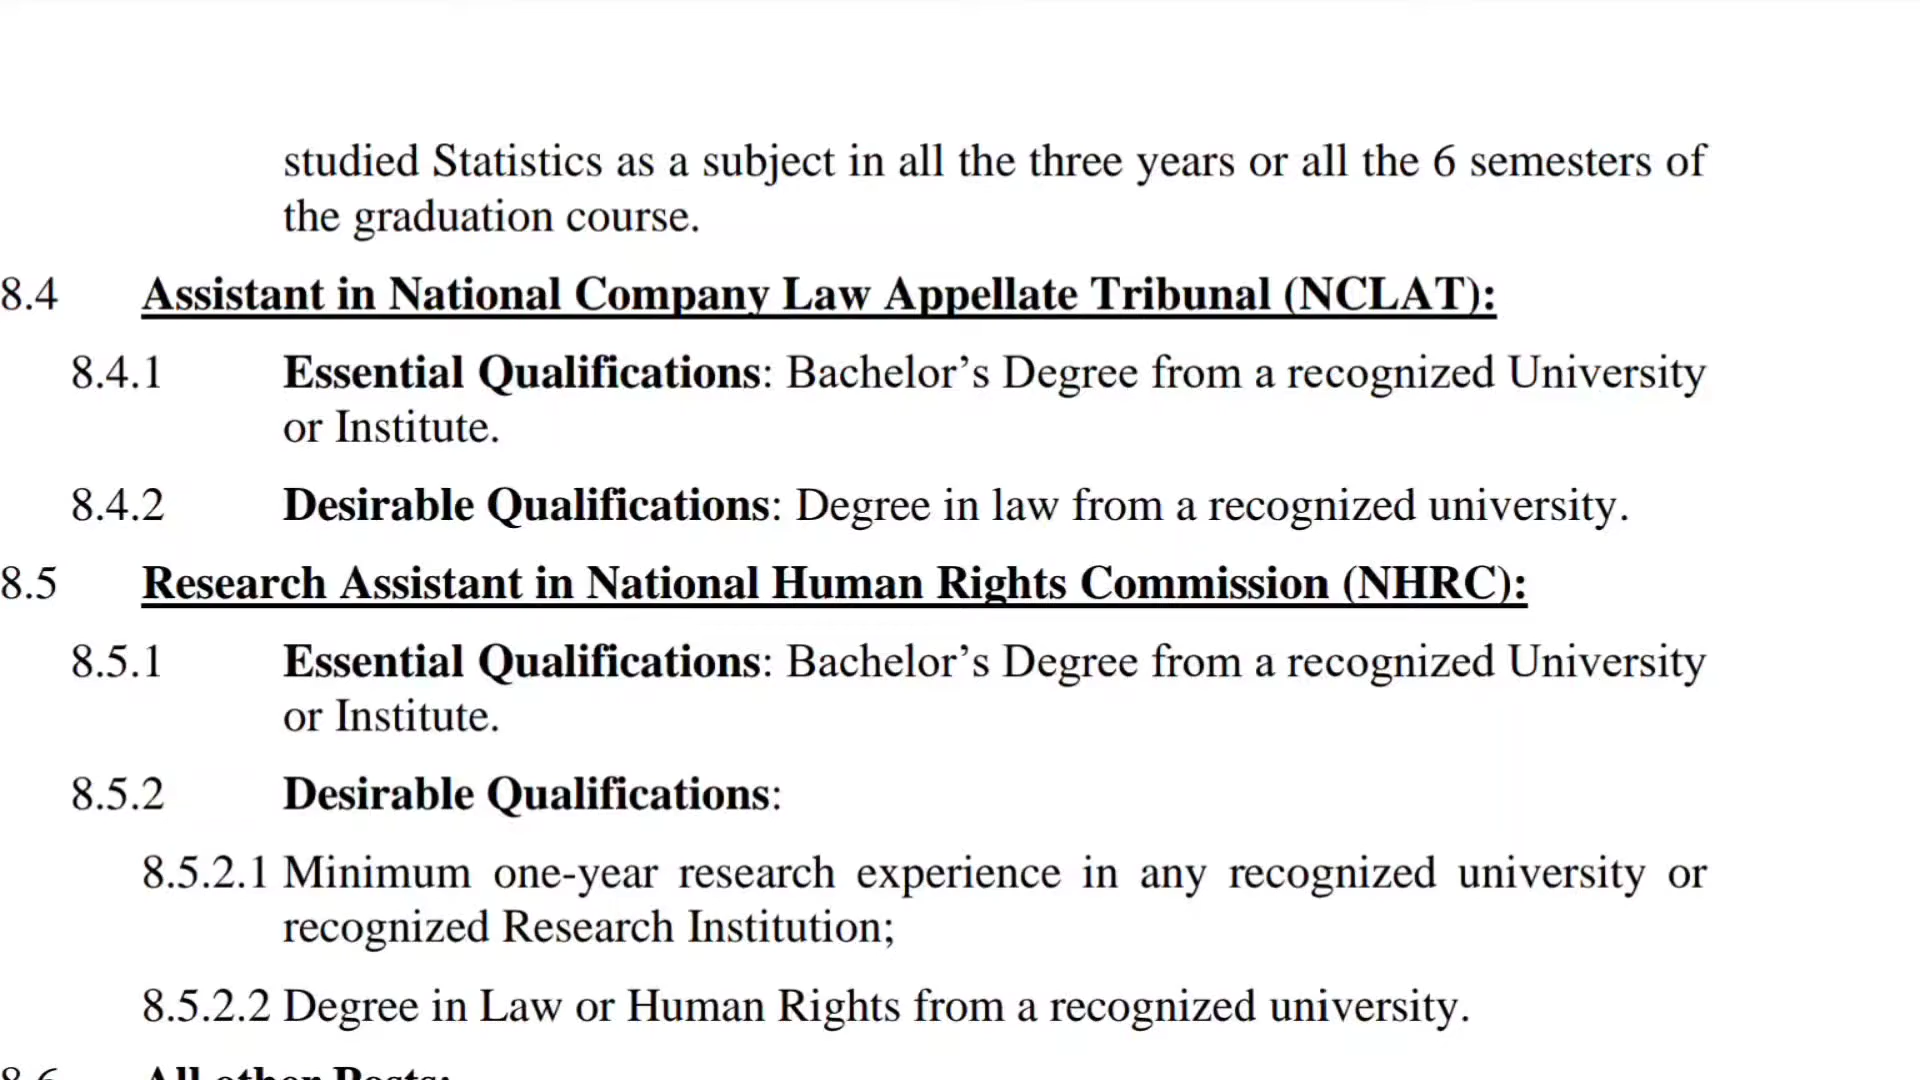 studied Statistics as a subject in all the three years or all the 6 semesters of
the graduation course.
8.4 Assistant in National Company Law Appellate Tribunal (NCLAT):
8.4.1 Essential Qualifications: Bachelor’s Degree from a recognized University
or Institute.
8.4.2 Desirable Qualifications: Degree in law from a recognized university.
8.5 Research Assistant in National Human Rights Commission (NHRC):
8.5.1 Essential Qualifications: Bachelor’s Degree from a recognized University
or Institute.
8.5.2 Desirable Qualifications:
8.5.2.1 Minimum one-year research experience in any recognized university or
recognized Research Institution;
8.5.2.2 Degree in Law or Human Rights from a recognized university.
8.6 All other Posts: